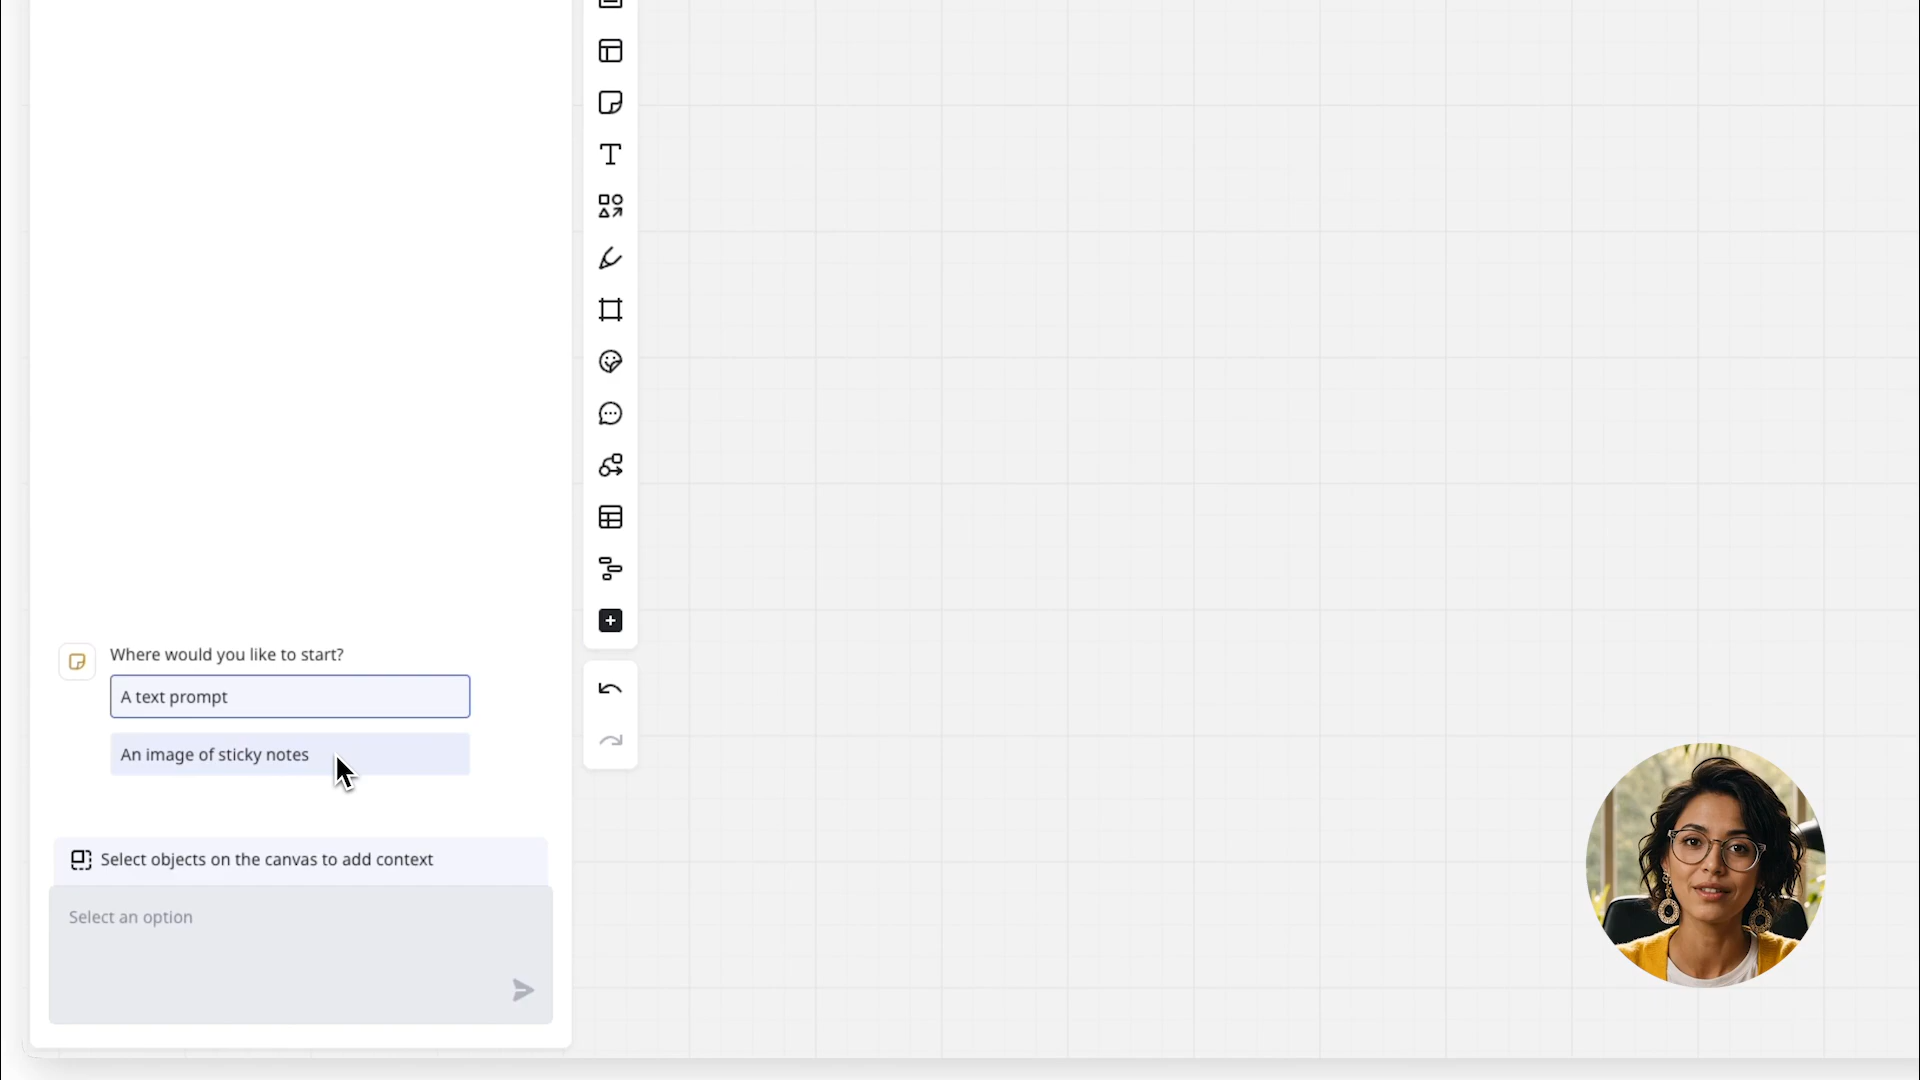 Where would you like to start?
A text prompt
An image of sticky notes
Select objects on the canvas to add context
Select an option